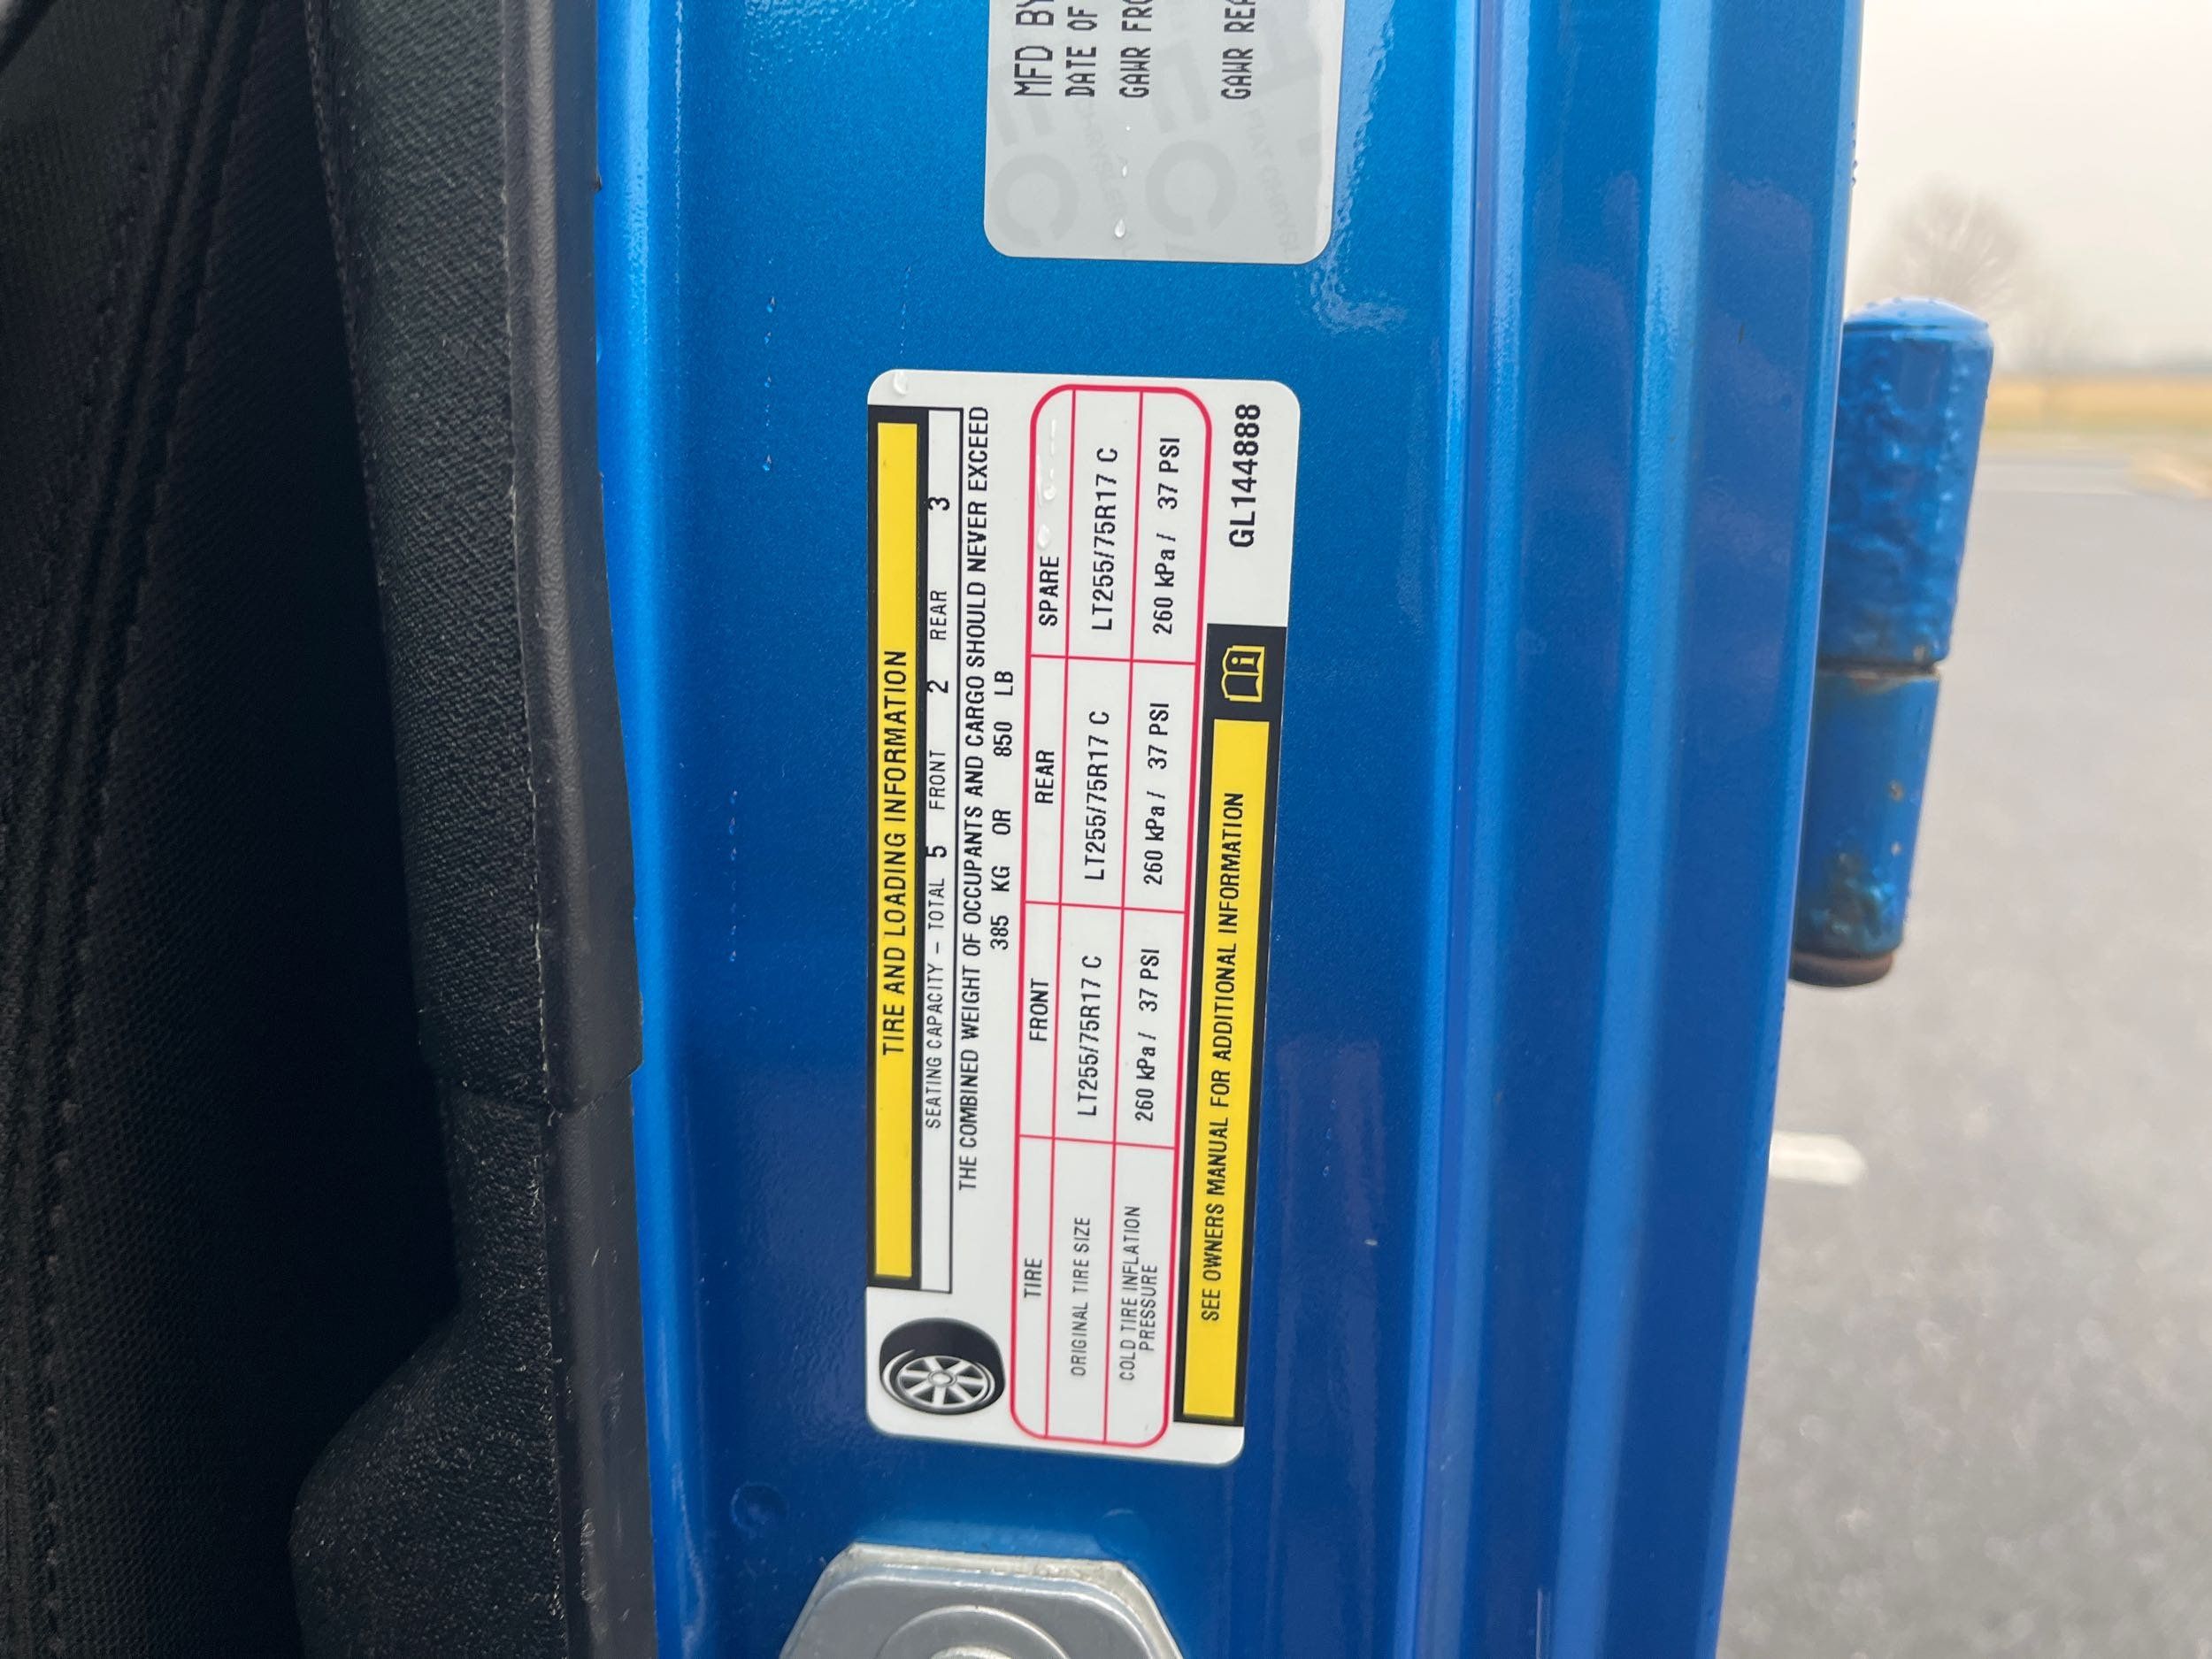 MFD BY
DATE OF
GAWR
GAWR
TIRE AND LOADING INFORMATION
SEATING CAPACITY - TOTAL 5 FRONT 2 REAR 3
THE COMBINED WEIGHT OF OCCUPANTS AND CARGO SHOULD NEVER EXCEED
385 KG OR 850 LB
TIRE FRONT REAR SPARE
ORIGINAL TIRE SIZE LT255/75R17 C LT255/75R17 C LT255/75R17 C
COLD TIRE INFLATION
PRESSURE 260 kPa / 37 PSI 260 kPa / 37 PSI 260 kPa / 37 PSI
SEE OWNERS MANUAL FOR ADDITIONAL INFORMATION
GL144888